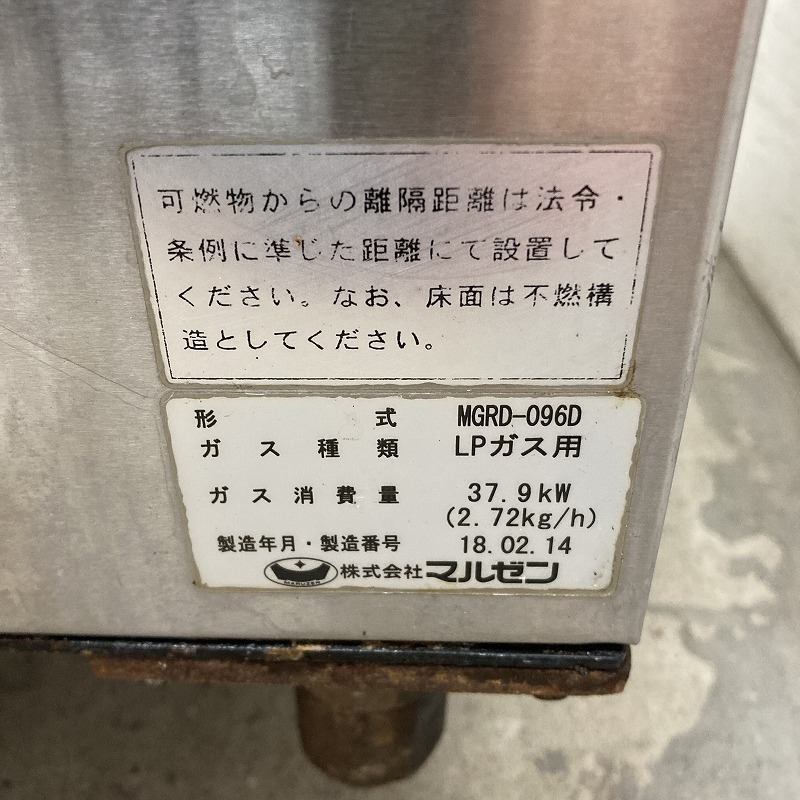 可燃物からの離隔距離は法令・
条例に準じた距離にて設置して
ください。なお、床面は不燃構
造としてください。
形式 MGRD-096D
ガス種類 LPガス用
ガス消費量 37.9kW
(2.72kg/h)
製造年月・製造番号 18.02.14
MARUZEN 株式会社マルゼン